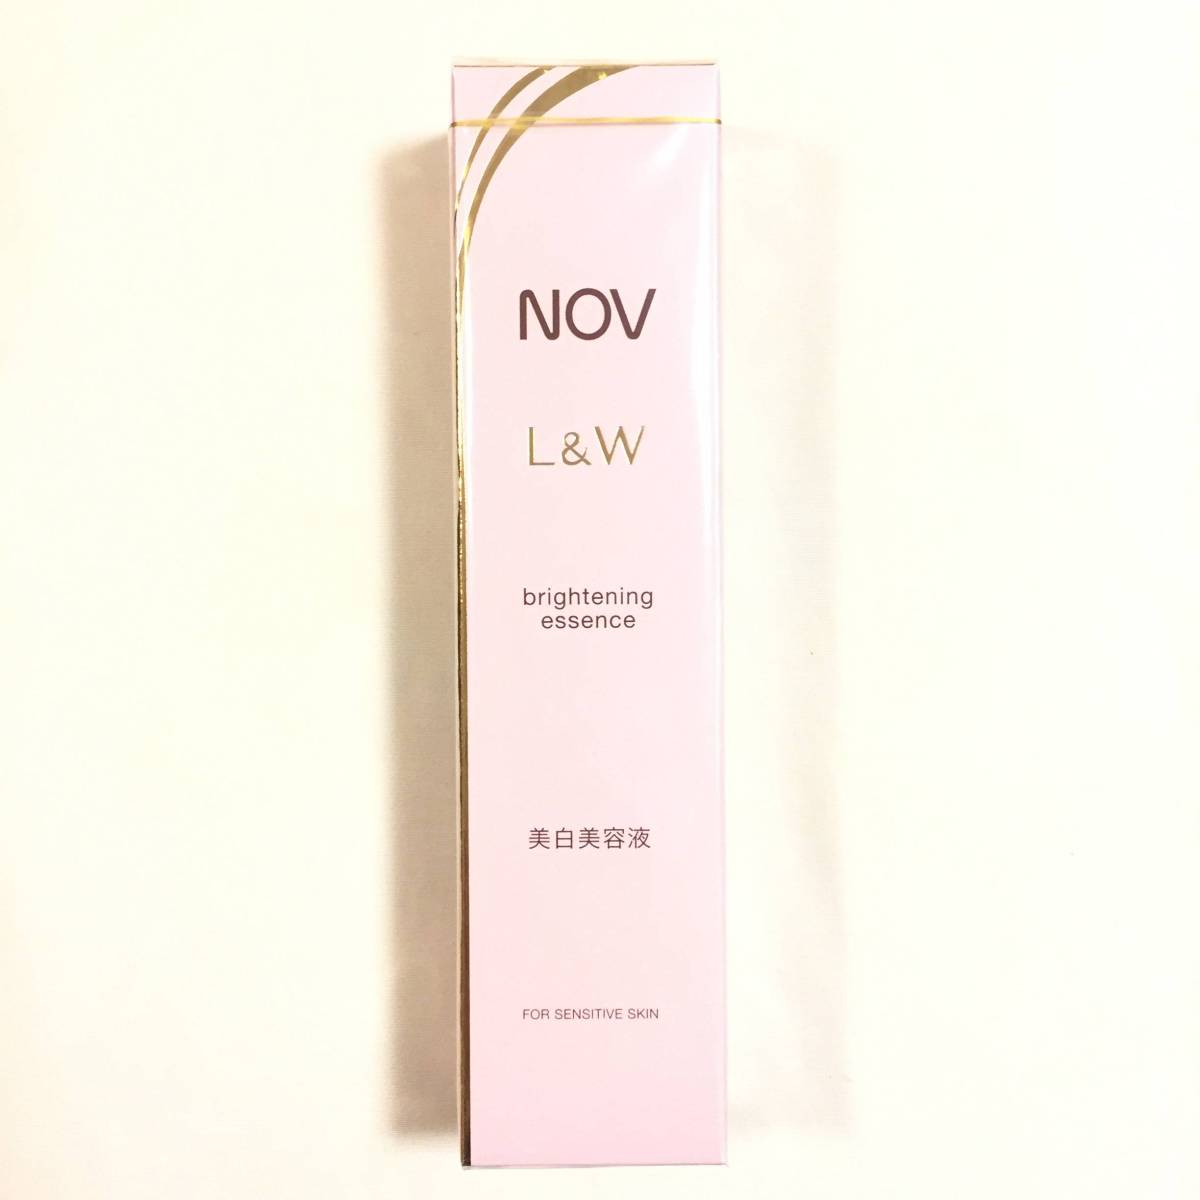 NOV
L&W
brightening
essence
美白美容液
FOR SENSITIVE SKIN